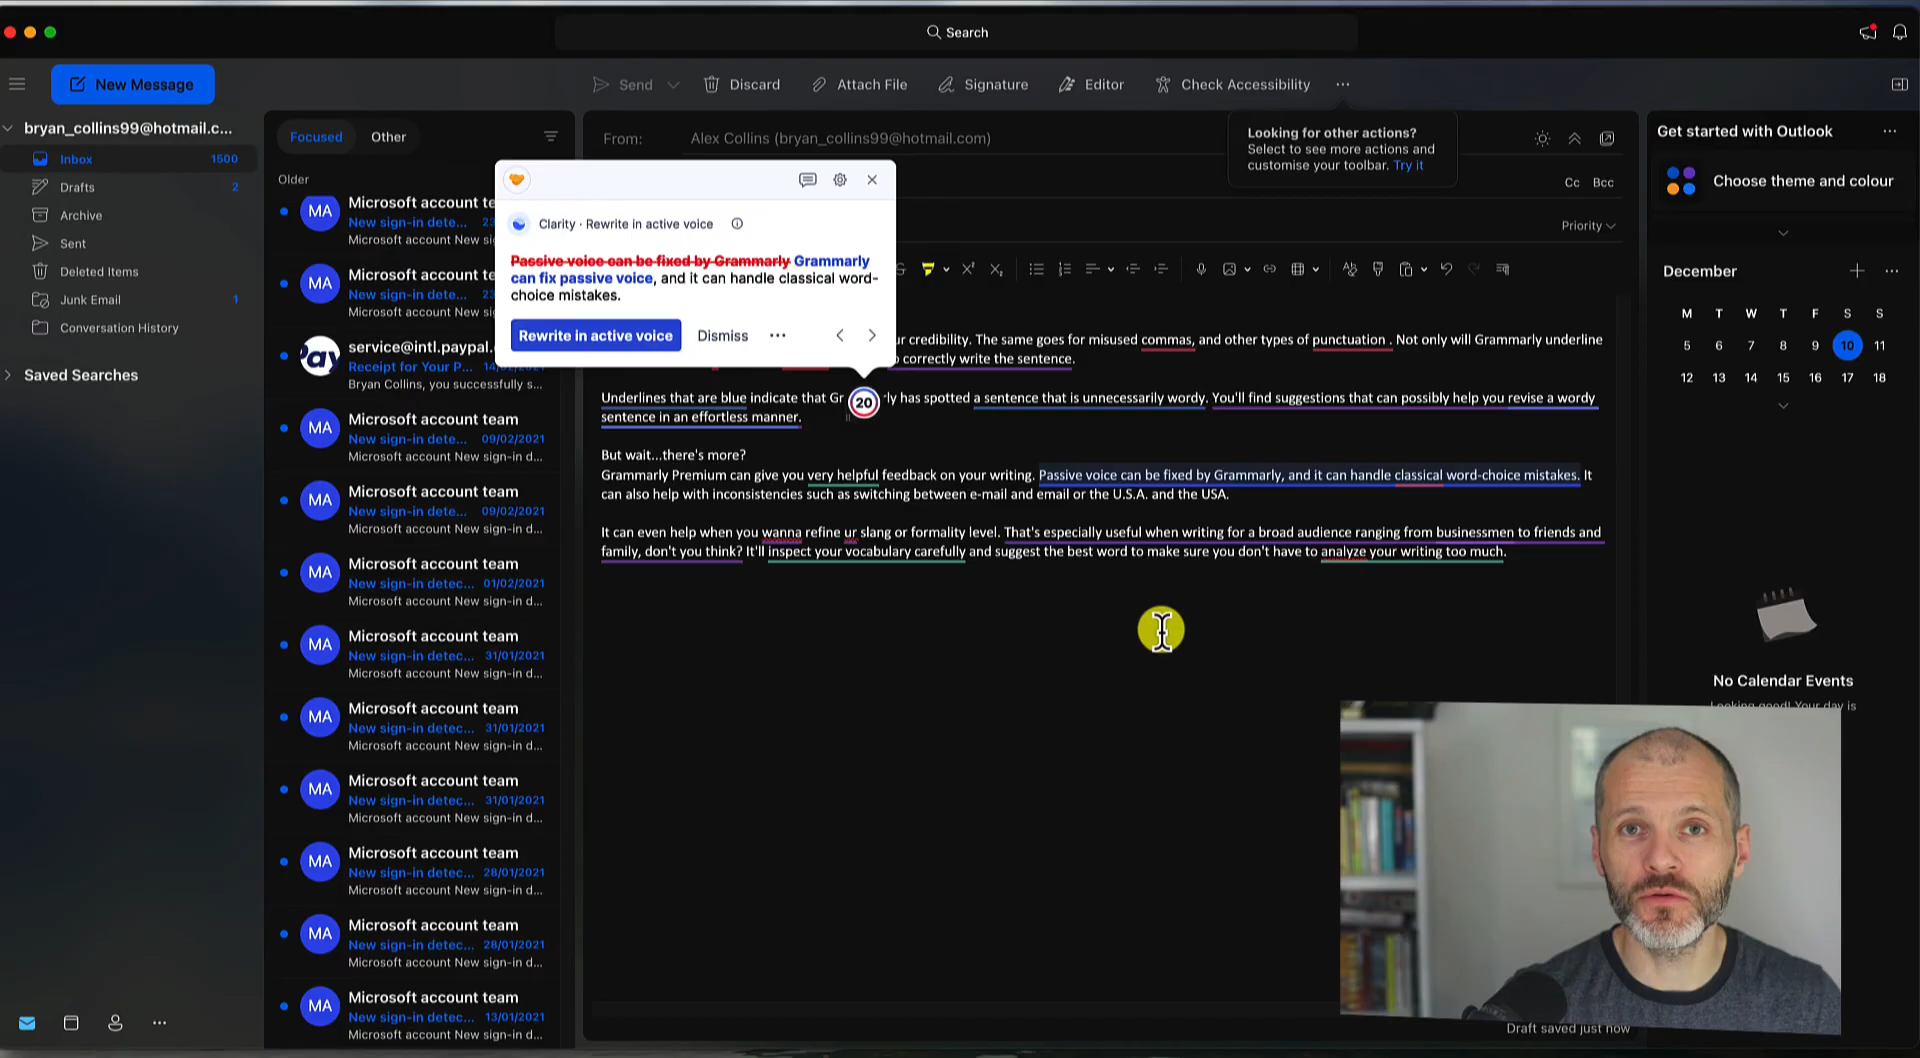 Search
New Message
Send
Discard
Attach File
Signature
Editor
Check Accessibility
bryan_collins99@hotmail.c...
Inbox 1500
Drafts 2
Archive
Sent
Deleted Items
Junk Email 1
Conversation History
Saved Searches
Focused Other
Older
MA
Microsoft account te
New sign-in dete... 23
Microsoft account New si
MA
Microsoft account te
New sign-in dete... 23
Microsoft account New si
Pay
service@intl.paypal.
Receipt for Your P... 14/02/2021
Bryan Collins, you successfully s...
MA
Microsoft account team
New sign-in dete... 09/02/2021
Microsoft account New sign-in d...
MA
Microsoft account team
New sign-in dete... 09/02/2021
Microsoft account New sign-in d...
MA
Microsoft account team
New sign-in detec... 01/02/2021
Microsoft account New sign-in d...
MA
Microsoft account team
New sign-in detec... 31/01/2021
Microsoft account New sign-in d...
MA
Microsoft account team
New sign-in detec... 31/01/2021
Microsoft account New sign-in d...
MA
Microsoft account team
New sign-in detec... 31/01/2021
Microsoft account New sign-in d...
MA
Microsoft account team
New sign-in detec... 28/01/2021
Microsoft account New sign-in d...
MA
Microsoft account team
New sign-in detec... 28/01/2021
Microsoft account New sign-in d...
MA
Microsoft account team
New sign-in detec... 13/01/2021
Microsoft account New sign-in d...
From: Alex Collins (bryan_collins99@hotmail.com)
Looking for other actions?
Select to see more actions and
customise your toolbar. Try it
Cc Bcc
Priority
Clarity · Rewrite in active voice
Passive voice can be fixed by Grammarly Grammarly
can fix passive voice, and it can handle classical word-
choice mistakes.
Rewrite in active voice Dismiss
ur credibility. The same goes for misused commas, and other types of punctuation . Not only will Grammarly underline
o correctly write the sentence.
Underlines that are blue indicate that Gr 20 ly has spotted a sentence that is unnecessarily wordy. You'll find suggestions that can possibly help you revise a wordy
sentence in an effortless manner.
But wait...there's more?
Grammarly Premium can give you very helpful feedback on your writing. Passive voice can be fixed by Grammarly, and it can handle classical word-choice mistakes. It
can also help with inconsistencies such as switching between e-mail and email or the U.S.A. and the USA.
It can even help when you wanna refine ur slang or formality level. That's especially useful when writing for a broad audience ranging from businessmen to friends and
family, don't you think? It'll inspect your vocabulary carefully and suggest the best word to make sure you don't have to analyze your writing too much.
Draft saved just now
Get started with Outlook
Choose theme and colour
December
M T W T F S S
5 6 7 8 9 10 11
12 13 14 15 16 17 18
No Calendar Events
Looking good! Your day is